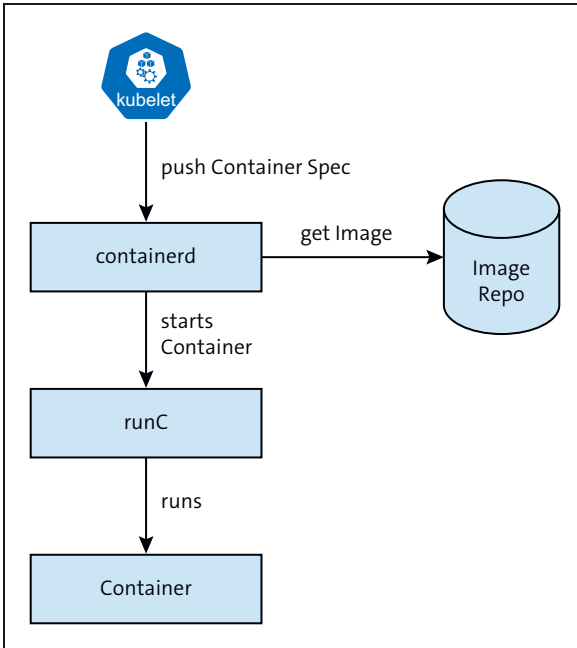 kubelet
push Container Spec
containerd
get Image
Image
Repo
starts
Container
runC
runs
Container